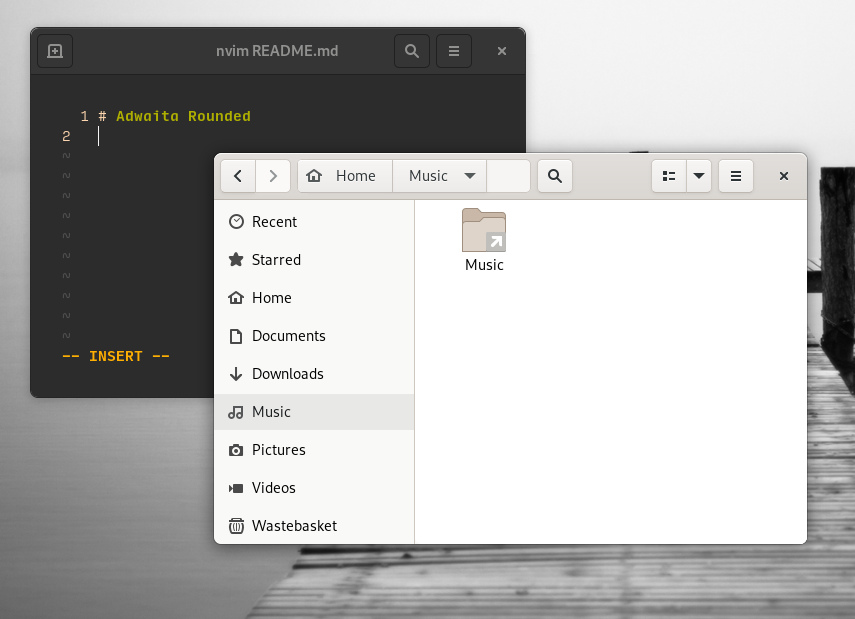 nvim README.md
1 # Adwaita Rounded
2
~
~
~
~
~
~
~
~
~
~
-- INSERT --
Home Music
Recent
Starred
Home
Documents
Downloads
Music
Pictures
Videos
Wastebasket
Music